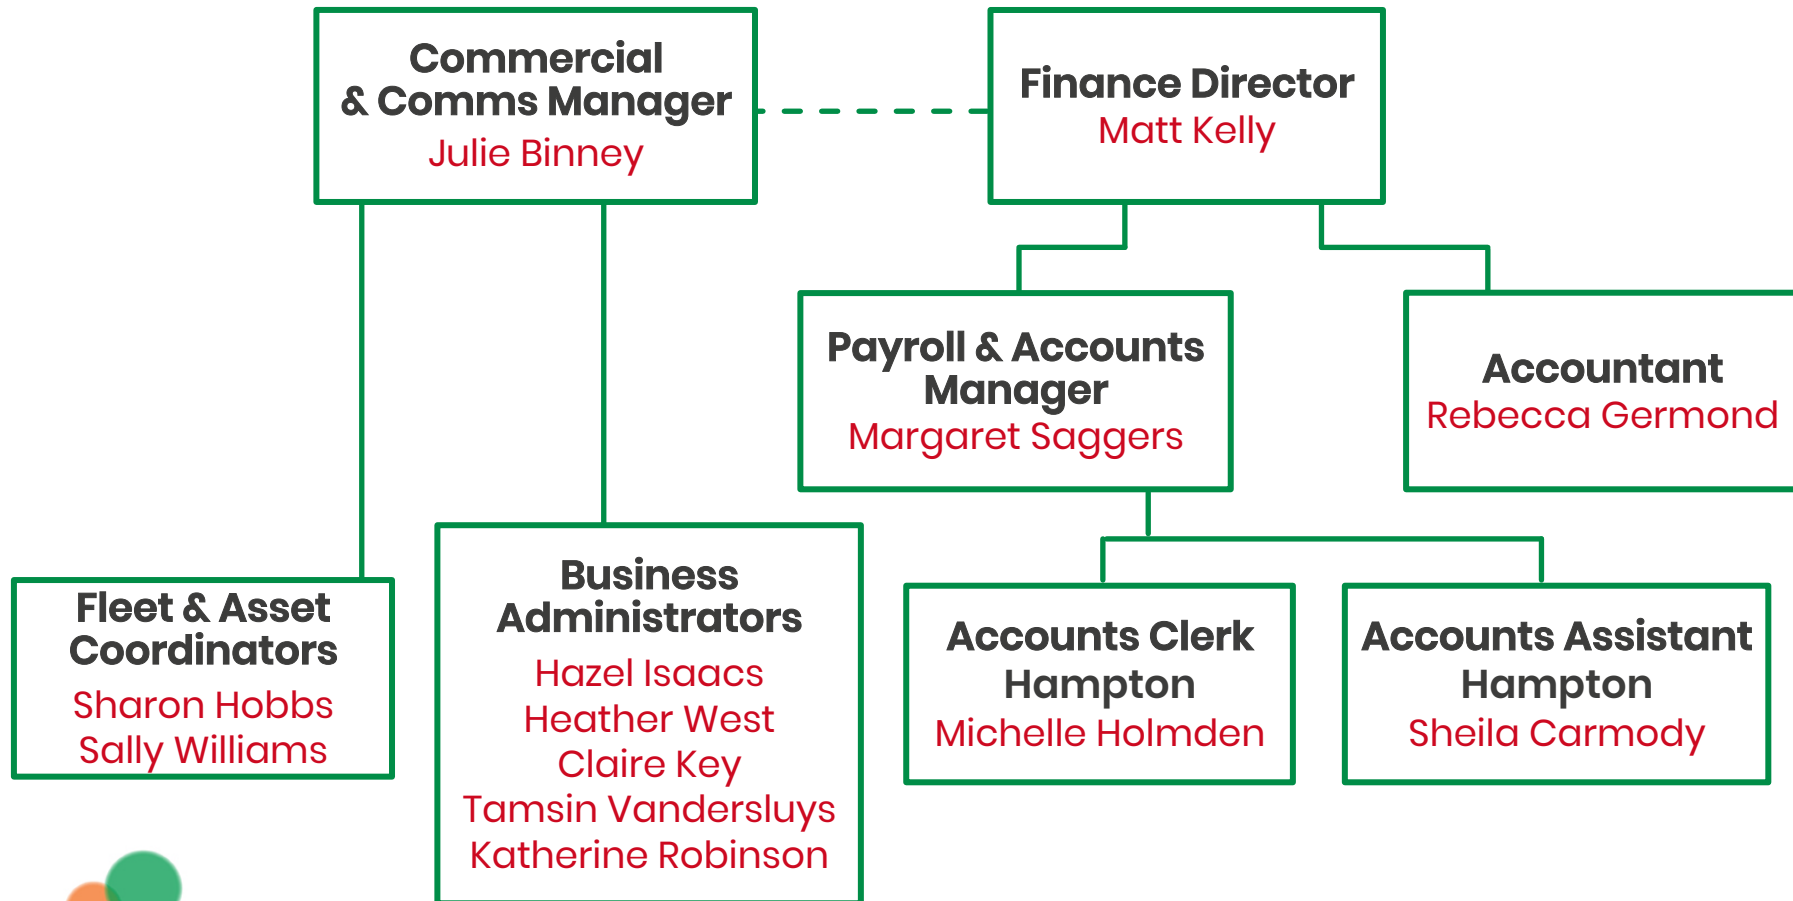 Commercial
& Comms Manager
Julie Binney
Finance Director
Matt Kelly
Payroll & Accounts
Manager
Margaret Saggers
Accountant
Rebecca Germond
Fleet & Asset
Coordinators
Sharon Hobbs
Sally Williams
Business
Administrators
Hazel Isaacs
Heather West
Claire Key
Tamsin Vandersluys
Katherine Robinson
Accounts Clerk
Hampton
Michelle Holmden
Accounts Assistant
Hampton
Sheila Carmody